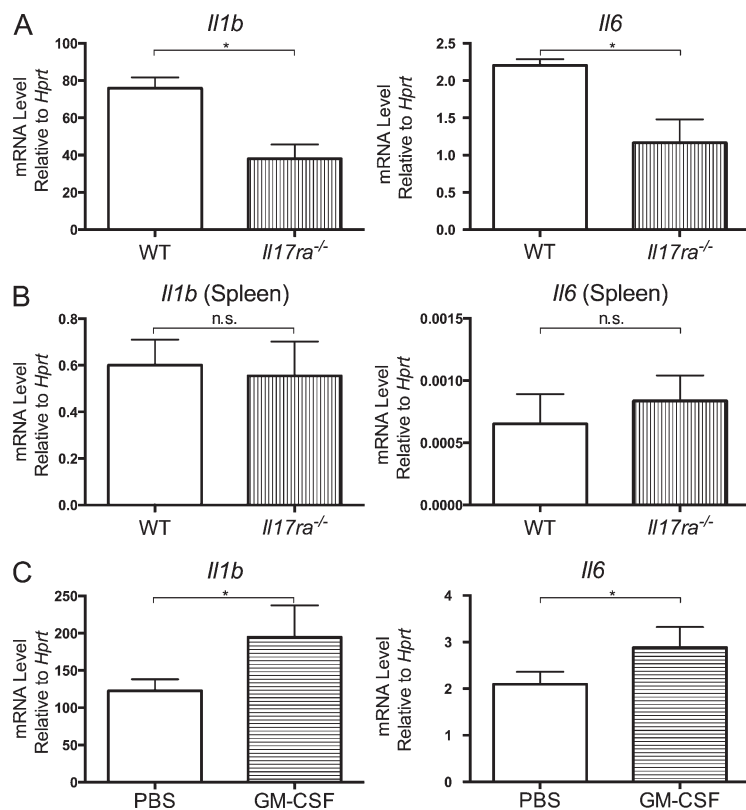 A
Il1b
*
mRNA Level
Relative to Hprt
100
80
60
40
20
0
WT
Il17ra-/-
Il6
*
mRNA Level
Relative to Hprt
2.5
2.0
1.5
1.0
0.5
0.0
WT
Il17ra-/-
B
Il1b (Spleen)
n.s.
mRNA Level
Relative to Hprt
0.8
0.6
0.4
0.2
0.0
WT
Il17ra-/-
Il6 (Spleen)
n.s.
mRNA Level
Relative to Hprt
0.0015
0.0010
0.0005
0.0000
WT
Il17ra-/-
C
Il1b
*
mRNA Level
Relative to Hprt
250
200
150
100
50
0
PBS
GM-CSF
Il6
*
mRNA Level
Relative to Hprt
4
3
2
1
0
PBS
GM-CSF